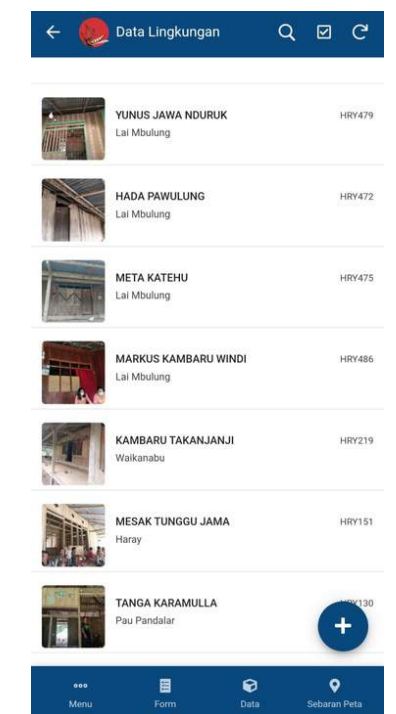 Data Lingkungan
YUNUS JAWA NDURUK HRY479
Lai Mbulung
HADA PAWULUNG HRY472
Lai Mbulung
META KATEHU HRY475
Lai Mbulung
MARKUS KAMBARU WINDI HRY486
Lai Mbulung
KAMBARU TAKANJANJI HRY219
Waikanabu
MESAK TUNGGU JAMA HRY151
Haray
TANGA KARAMULLA HRY130
Pau Pandalar
Menu Form Data Sebaran Peta